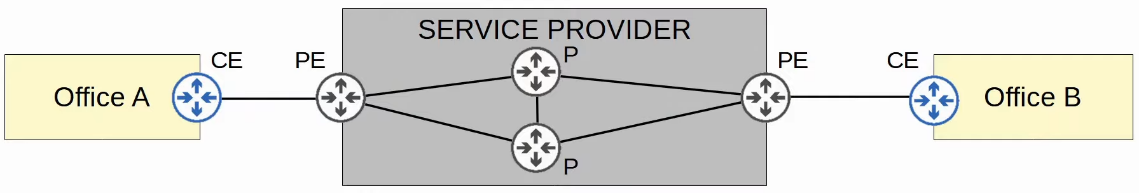 SERVICE PROVIDER
Office A
CE
PE
P
P
PE
CE
Office B